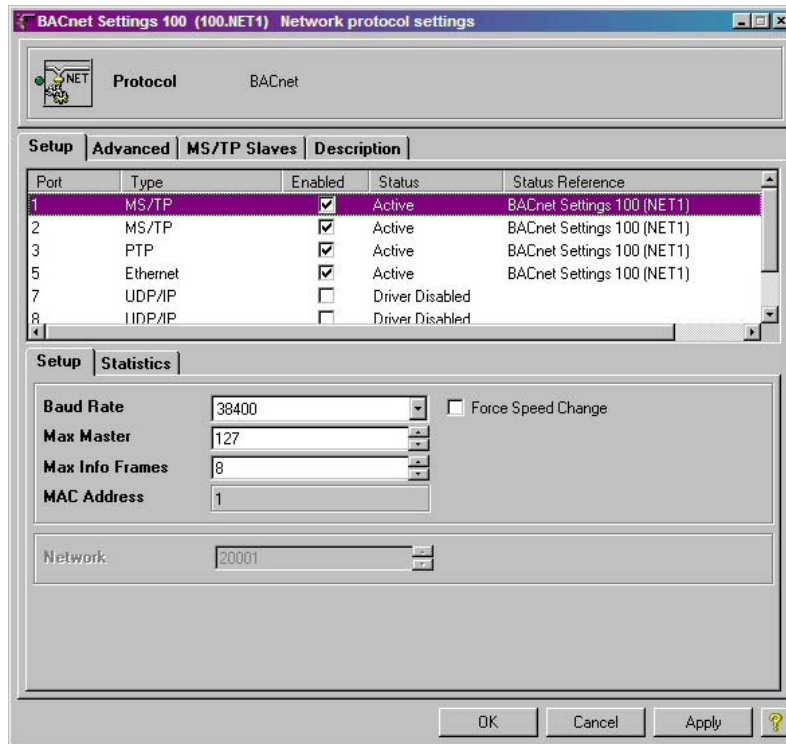 BACnet Settings 100 (100.NET1) Network protocol settings
NET Protocol BACnet
Setup Advanced MS/TP Slaves Description
Port Type Enabled Status Status Reference
1 MS/TP Active BACnet Settings 100 (NET1)
2 MS/TP Active BACnet Settings 100 (NET1)
3 PTP Active BACnet Settings 100 (NET1)
5 Ethernet Active BACnet Settings 100 (NET1)
7 UDP/IP Driver Disabled
8 UDP/IP Driver Disabled
Setup Statistics
Baud Rate 38400 Force Speed Change
Max Master 127
Max Info Frames 8
MAC Address 1
Network 20001
OK Cancel Apply ?